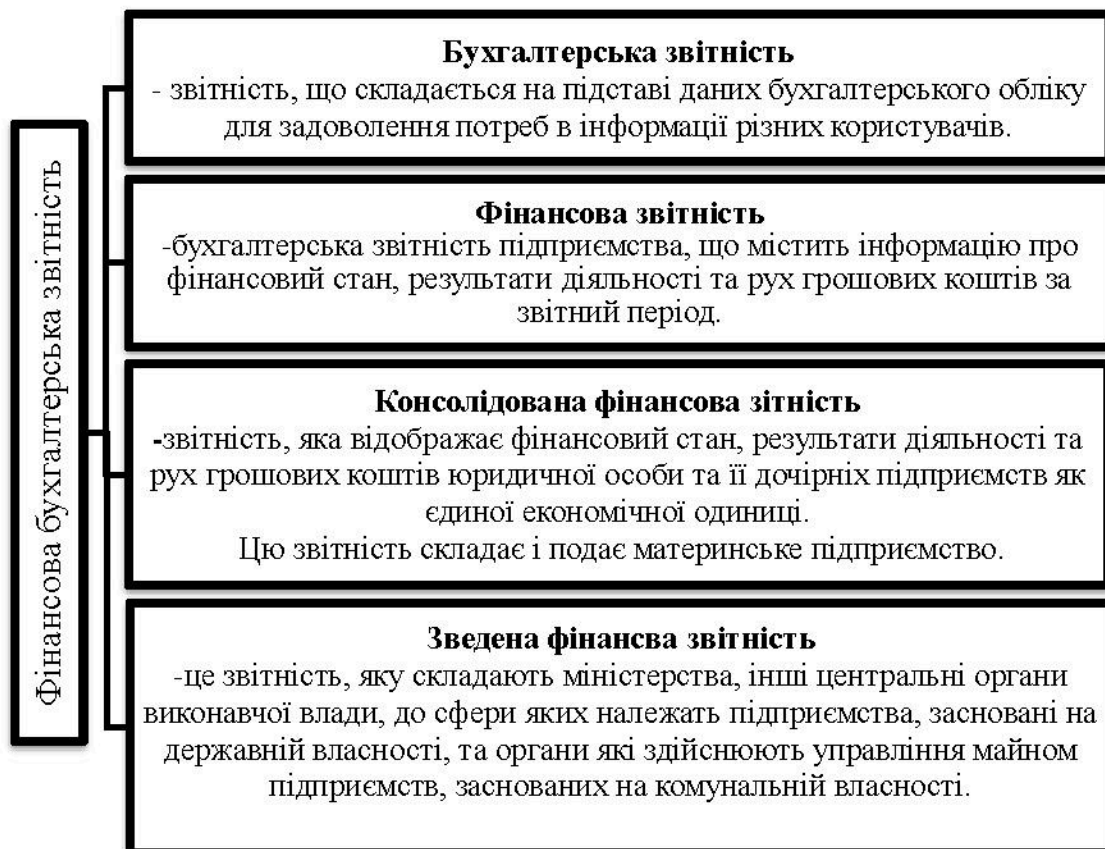 Фінансова бухгалтерська звітність
Бухгалтерська звітність
- звітність, що складається на підставі даних бухгалтерського обліку
для задоволення потреб в інформації різних користувачів.
Фінансова звітність
-бухгалтерська звітність підприємства, що містить інформацію про
фінансовий стан, результати діяльності та рух грошових коштів за
звітний період.
Консолідована фінансова зітність
-звітність, яка відображає фінансовий стан, результати діяльності та
рух грошових коштів юридичної особи та її дочірніх підприємств як
єдиної економічної одиниці.
Цю звітність складає і подає материнське підприємство.
Зведена фінансва звітність
-це звітність, яку складають міністерства, інші центральні органи
виконавчої влади, до сфери яких належать підприємства, засновані на
державній власності, та органи які здійснюють управління майном
підприємств, заснованих на комунальній власності.